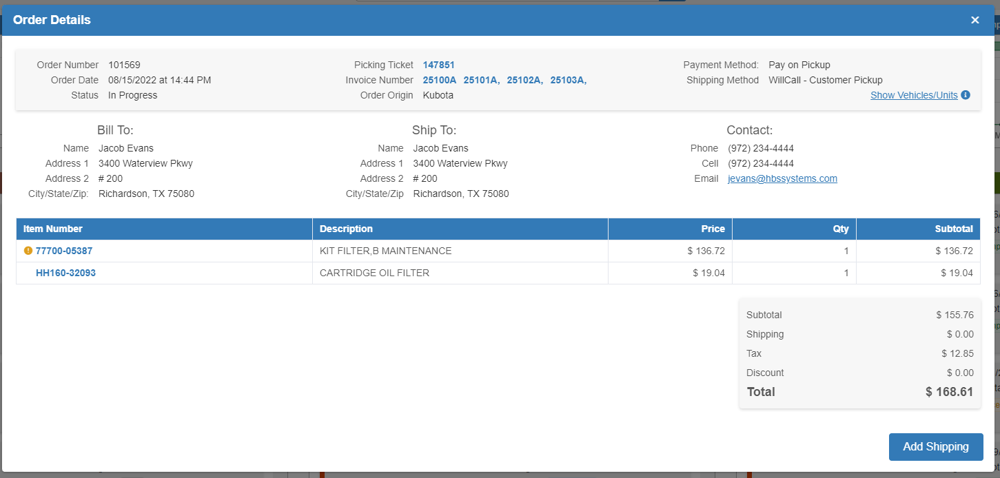 Order Details ×
Order Number 101569
Order Date 08/15/2022 at 14:44 PM
Status In Progress
Picking Ticket 147851
Invoice Number 25100A 25101A, 25102A, 25103A,
Order Origin Kubota
Payment Method: Pay on Pickup
Shipping Method WillCall - Customer Pickup
Show Vehicles/Units
Bill To:
Name Jacob Evans
Address 1 3400 Waterview Pkwy
Address 2 # 200
City/State/Zip: Richardson, TX 75080
Ship To:
Name Jacob Evans
Address 1 3400 Waterview Pkwy
Address 2 # 200
City/State/Zip Richardson, TX 75080
Contact:
Phone (972) 234-4444
Cell (972) 234-4444
Email jevans@hbssystems.com
Item Number Description Price Qty Subtotal
77700-05387 KIT FILTER,B MAINTENANCE $ 136.72 1 $ 136.72
HH160-32093 CARTRIDGE OIL FILTER $ 19.04 1 $ 19.04
Subtotal $ 155.76
Shipping $ 0.00
Tax $ 12.85
Discount $ 0.00
Total $ 168.61
Add Shipping